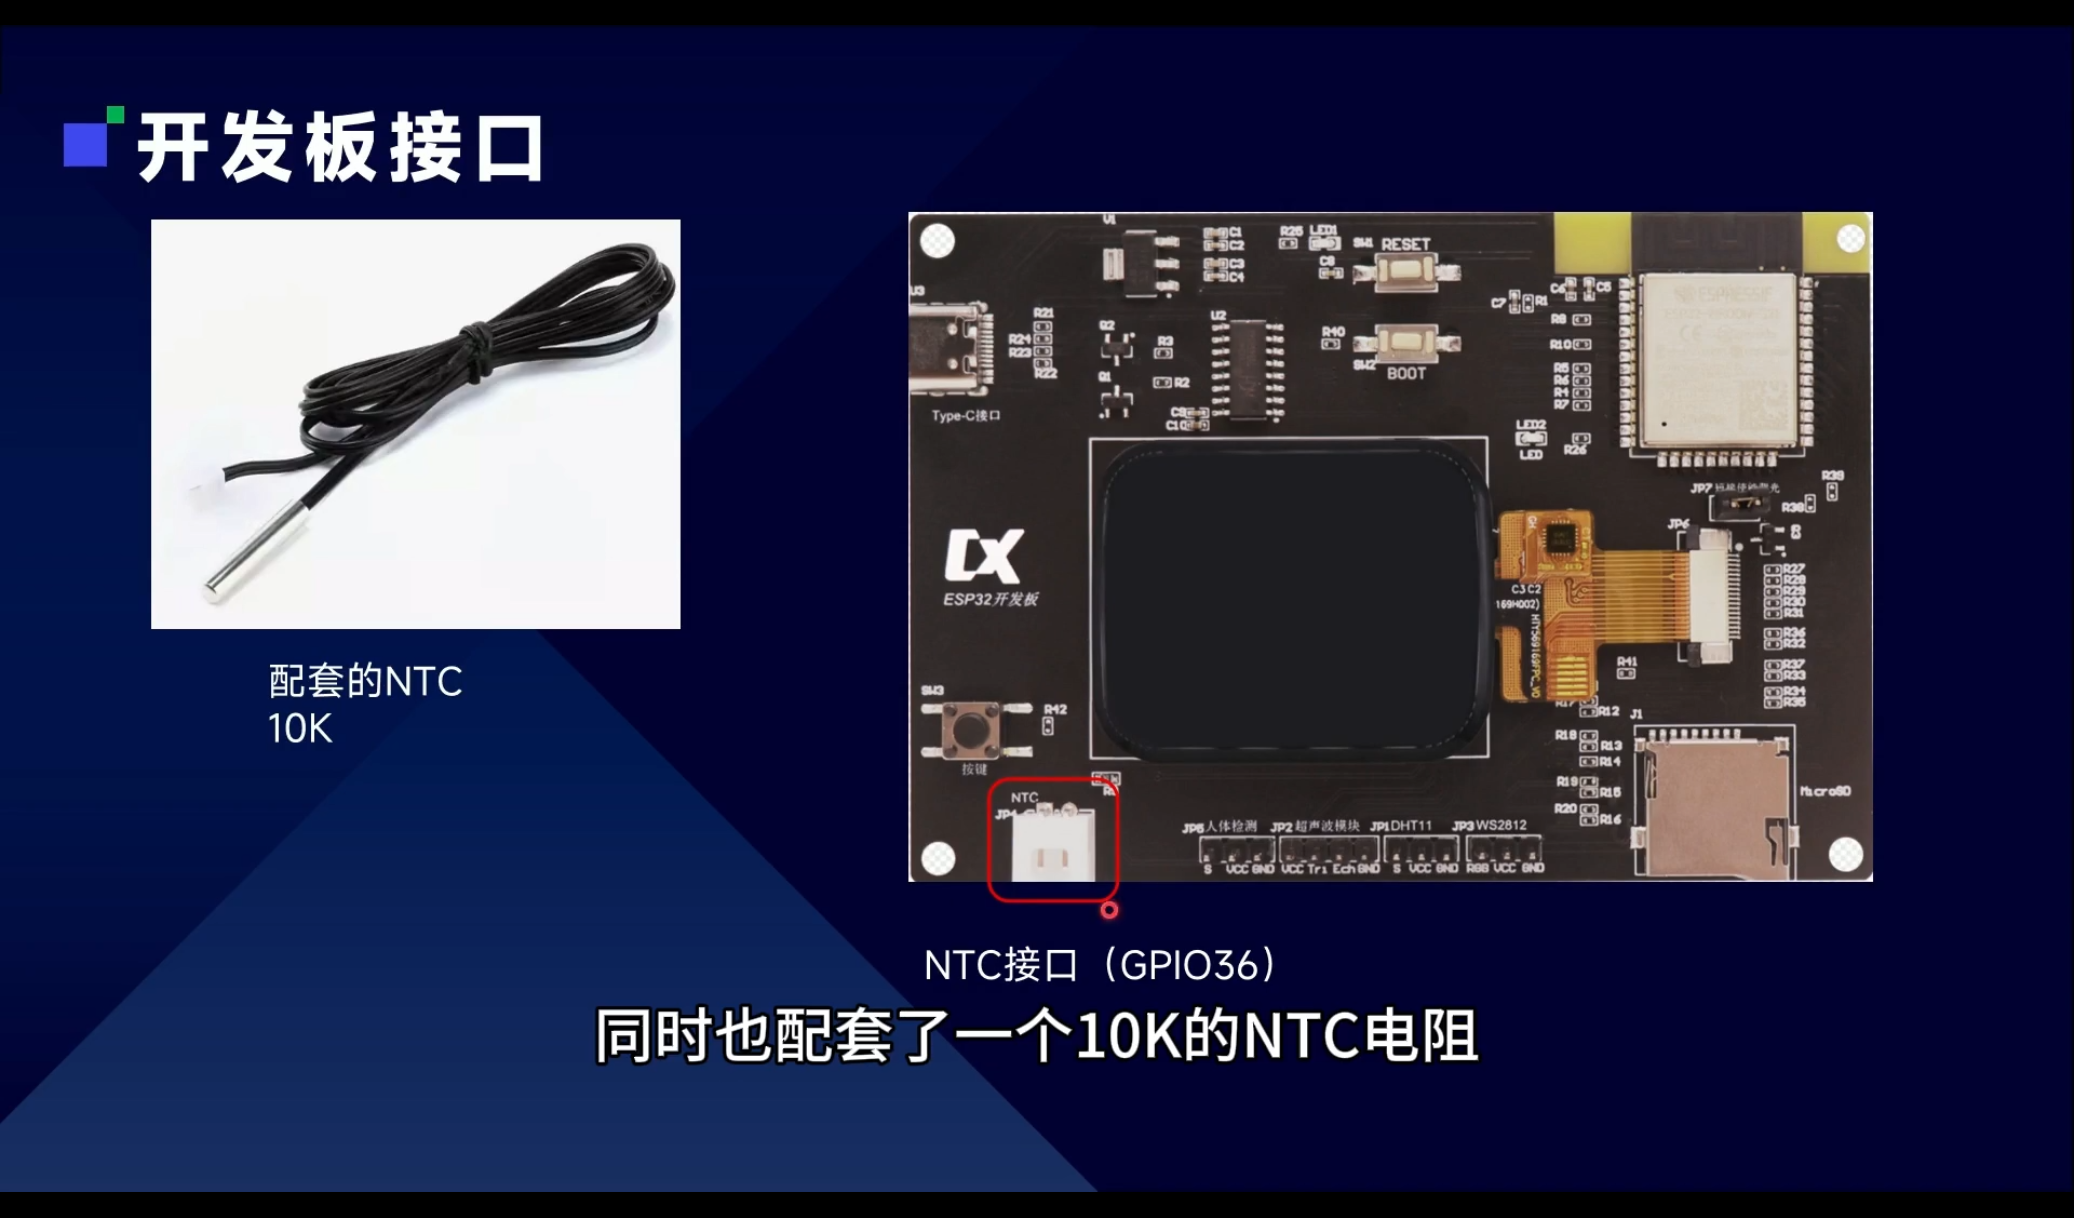 开发板接口
配套的NTC
10K
U1
C1
C2
C3
C4
R25 LED1
C8
SW1 RESET
U3
R21
R24
R23
R22
Q2
R3
Q1
R2
U2
C9
C10
R40
SW2
BOOT
Type-C接口
C7
R1
C6
C5
R8
R10
R5
R6
R4
R7
LED2
LED
R26
ESPRESSIF
CE
R39
JP7
R38
JP6
Q3
CX
ESP32开发板
C3 C2
169H002)
HTY569169FPC_V0
R27
R28
R29
R30
R31
R36
R32
R37
R33
R34
R35
R41
R17
R12
J1
R18
R13
R14
R19
R15
R20
R16
MicroSD
SW3
R42
按键
NTC
JP4
JP5人体检测 JP2超声波模块 JP1DHT11 JP3WS2812
S VCC GND VCC Tri Ech GND S VCC GND RGB VCC GND
NTC接口（GPIO36）
同时也配套了一个10K的NTC电阻